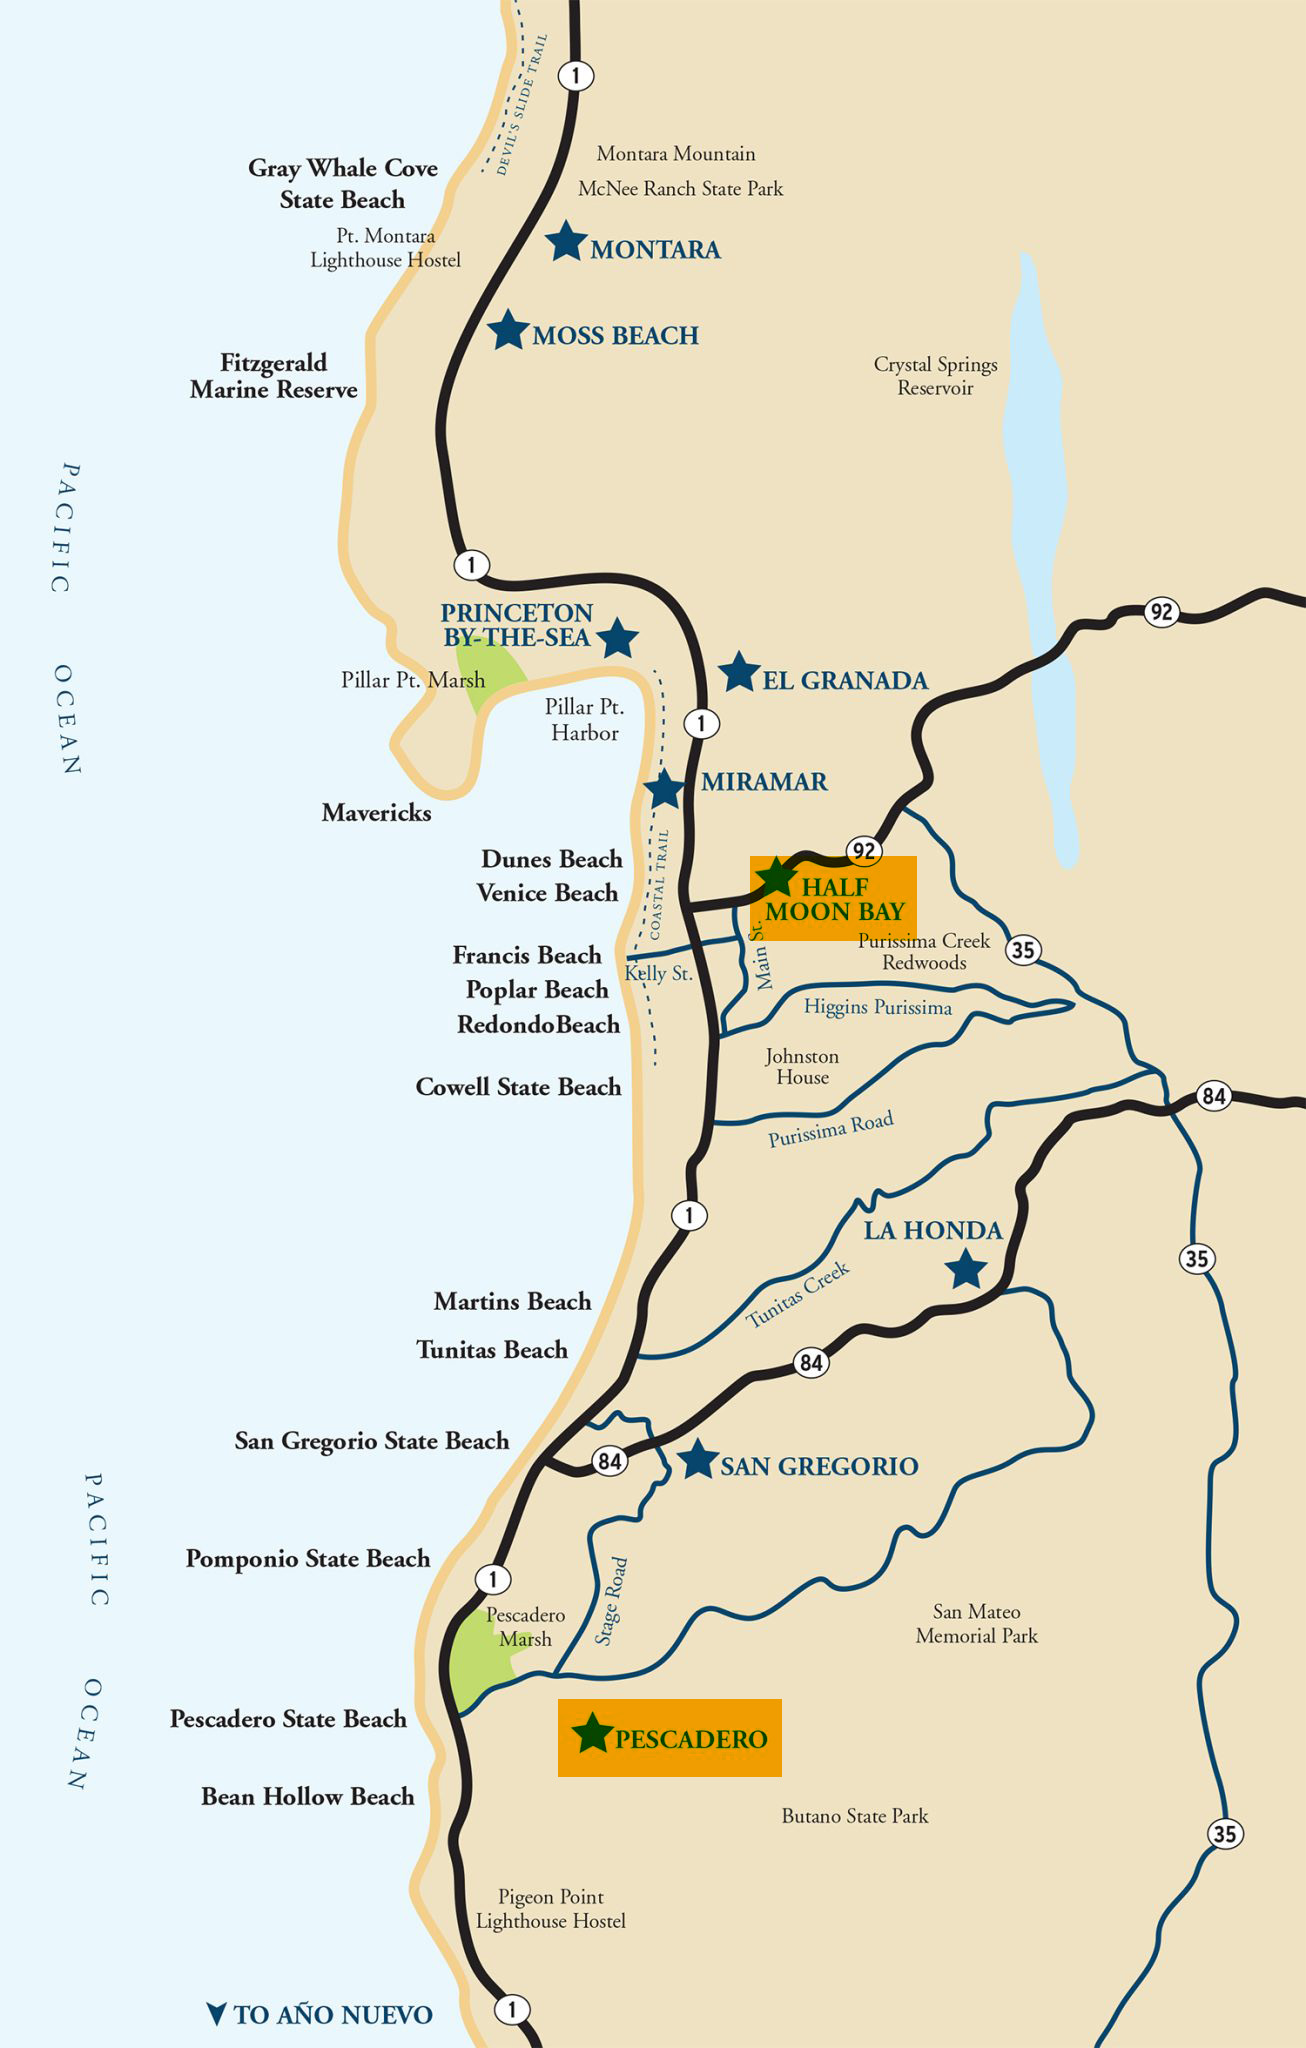 1
DEVIL'S SLIDE TRAIL
Montara Mountain
McNee Ranch State Park
Gray Whale Cove
State Beach
Pt. Montara
Lighthouse Hostel
MONTARA
MOSS BEACH
Fitzgerald
Marine Reserve
Crystal Springs
Reservoir
PACIFIC
OCEAN
1
92
PRINCETON
BY-THE-SEA
Pillar Pt. Marsh
EL GRANADA
Pillar Pt.
Harbor
1
MIRAMAR
Mavericks
COASTAL TRAIL
92
Dunes Beach
Venice Beach
HALF
MOON BAY
Francis Beach
Kelly St.
Main St.
Purissima Creek
Redwoods
35
Poplar Beach
RedondoBeach
Higgins Purissima
Johnston
House
Cowell State Beach
84
Purissima Road
1
LA HONDA
35
Martins Beach
Tunitas Creek
Tunitas Beach
84
San Gregorio State Beach
84
SAN GREGORIO
PACIFIC
OCEAN
Pomponio State Beach
1
Pescadero
Marsh
Stage Road
San Mateo
Memorial Park
Pescadero State Beach
PESCADERO
Bean Hollow Beach
Butano State Park
35
Pigeon Point
Lighthouse Hostel
TO AÑO NUEVO
1